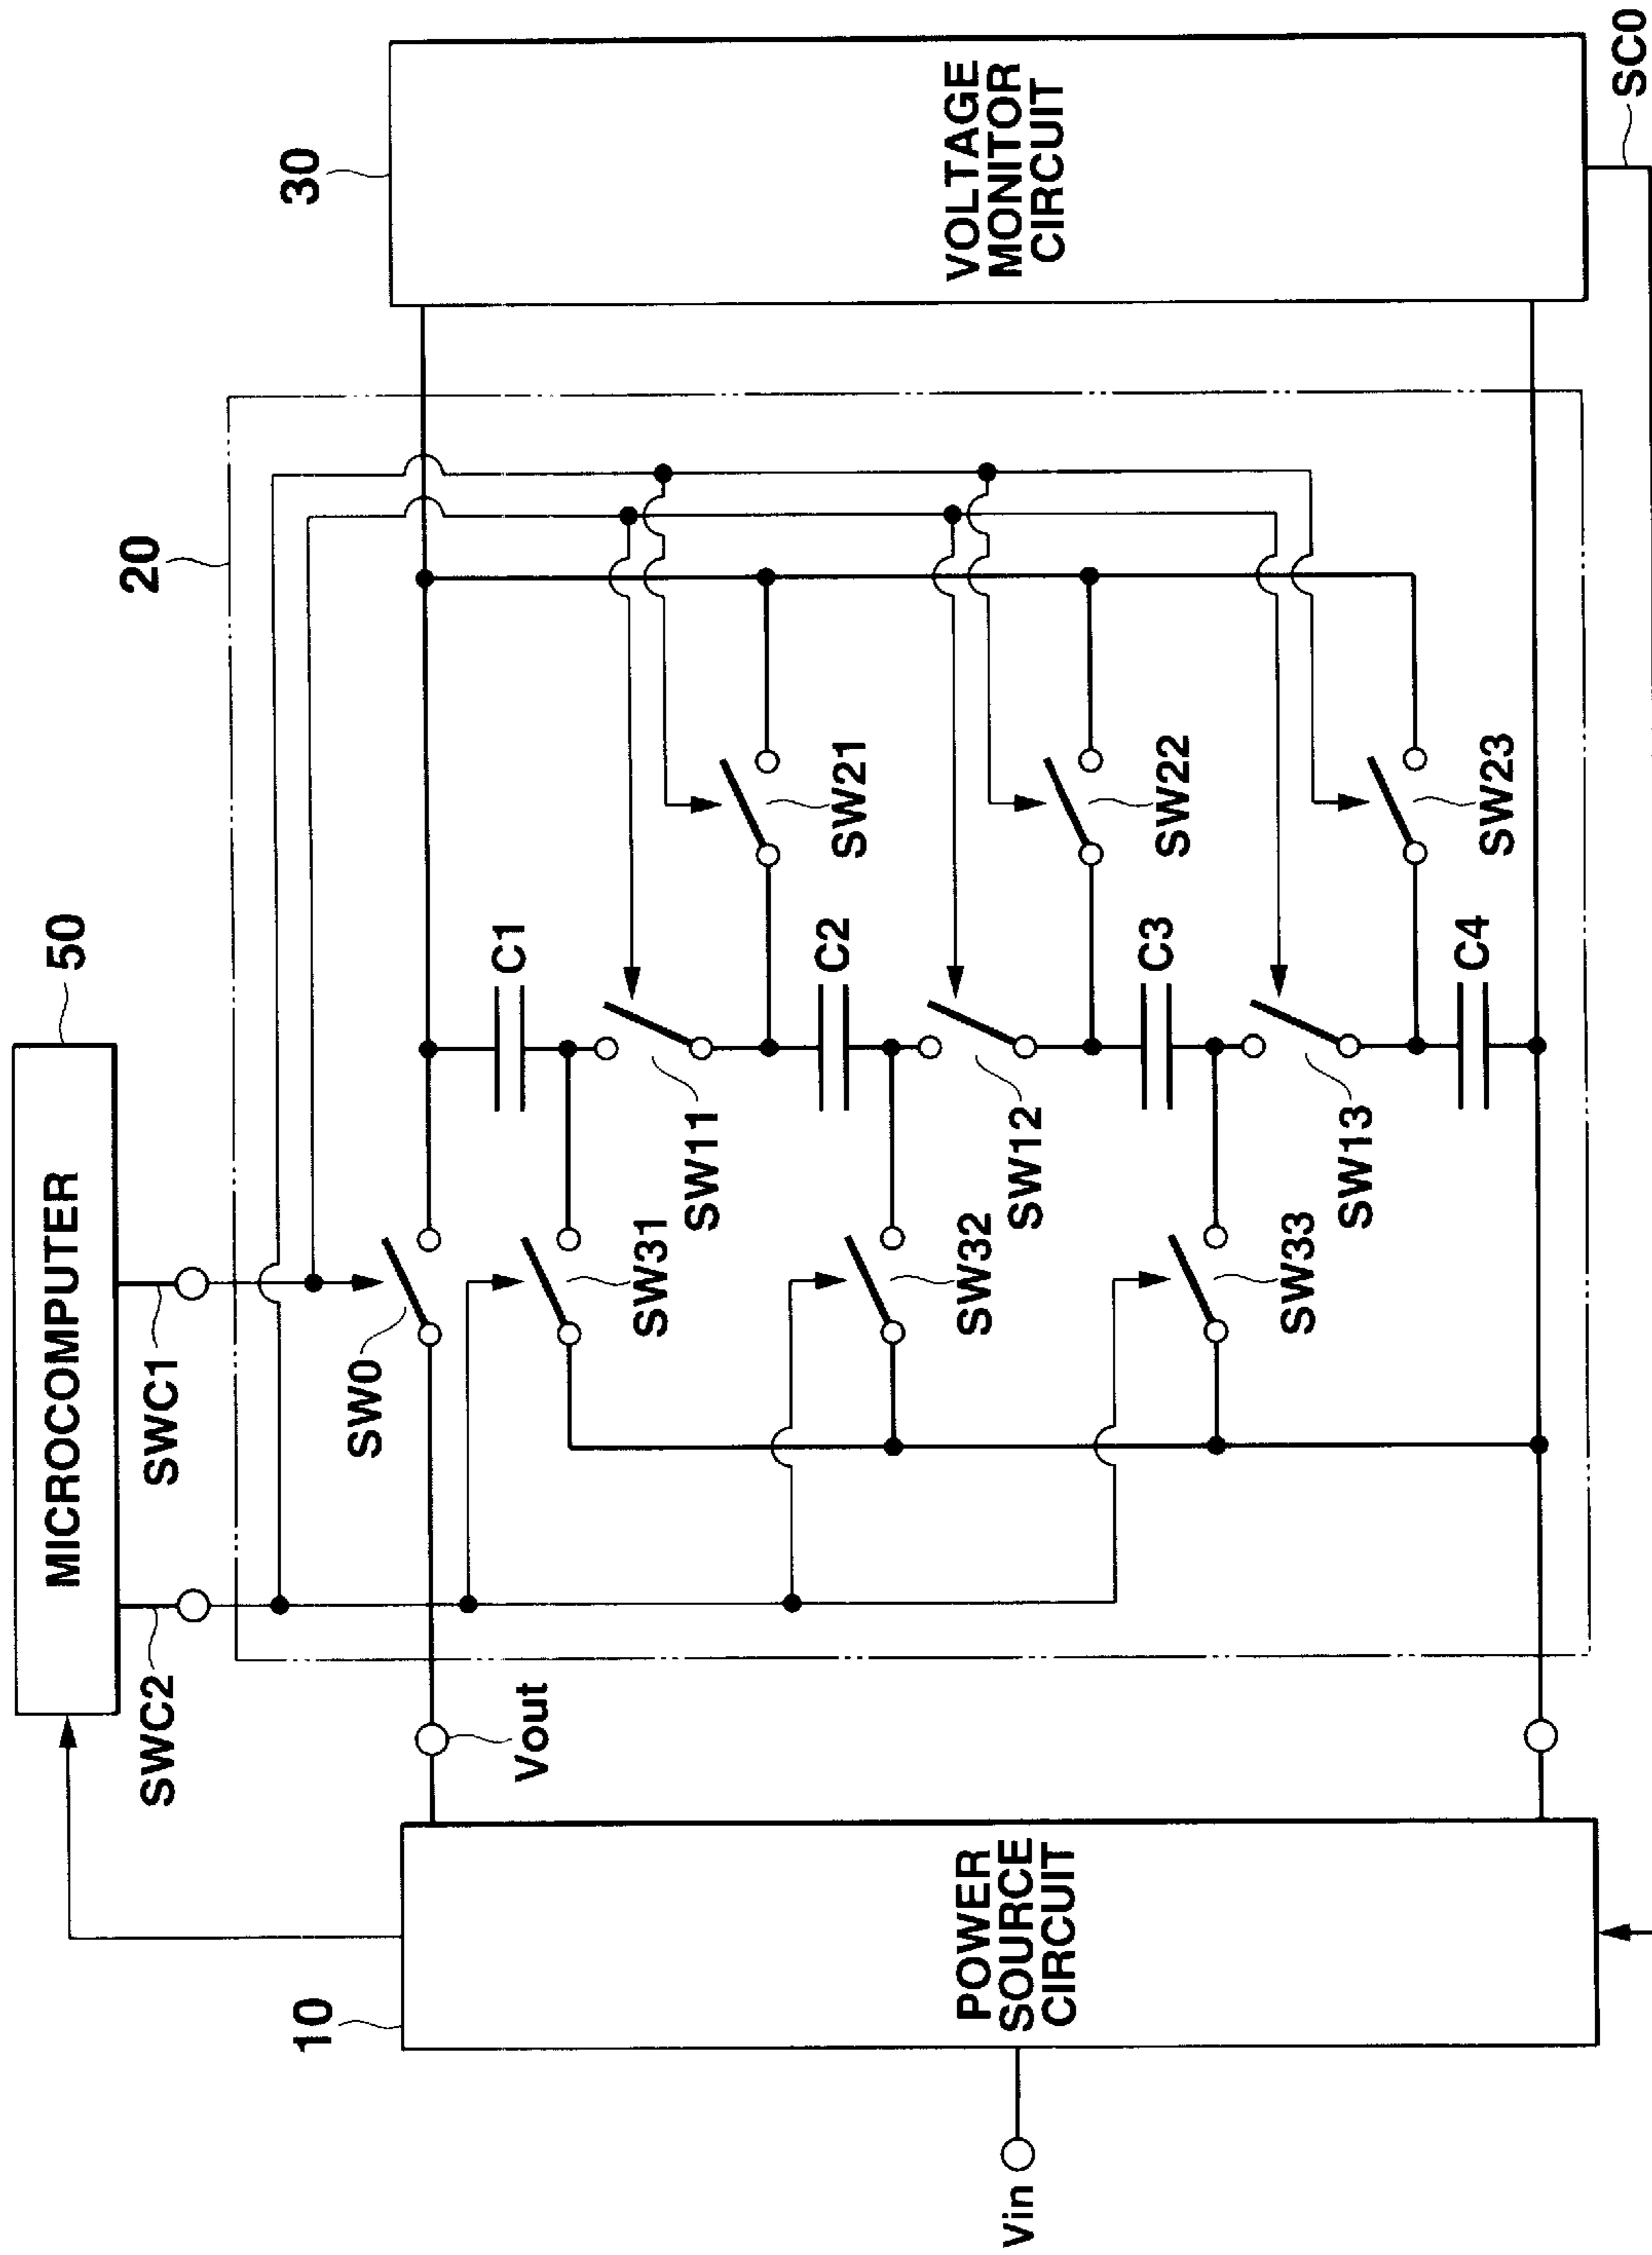 MICROCOMPUTER
50
SWC2
SWC1
20
30
10
Vout
SW0
C1
SW31
SW11
SW21
C2
SW32
SW12
SW22
C3
SW33
SW13
SW23
C4
POWER
SOURCE
CIRCUIT
VOLTAGE
MONITOR
CIRCUIT
Vin
SC0